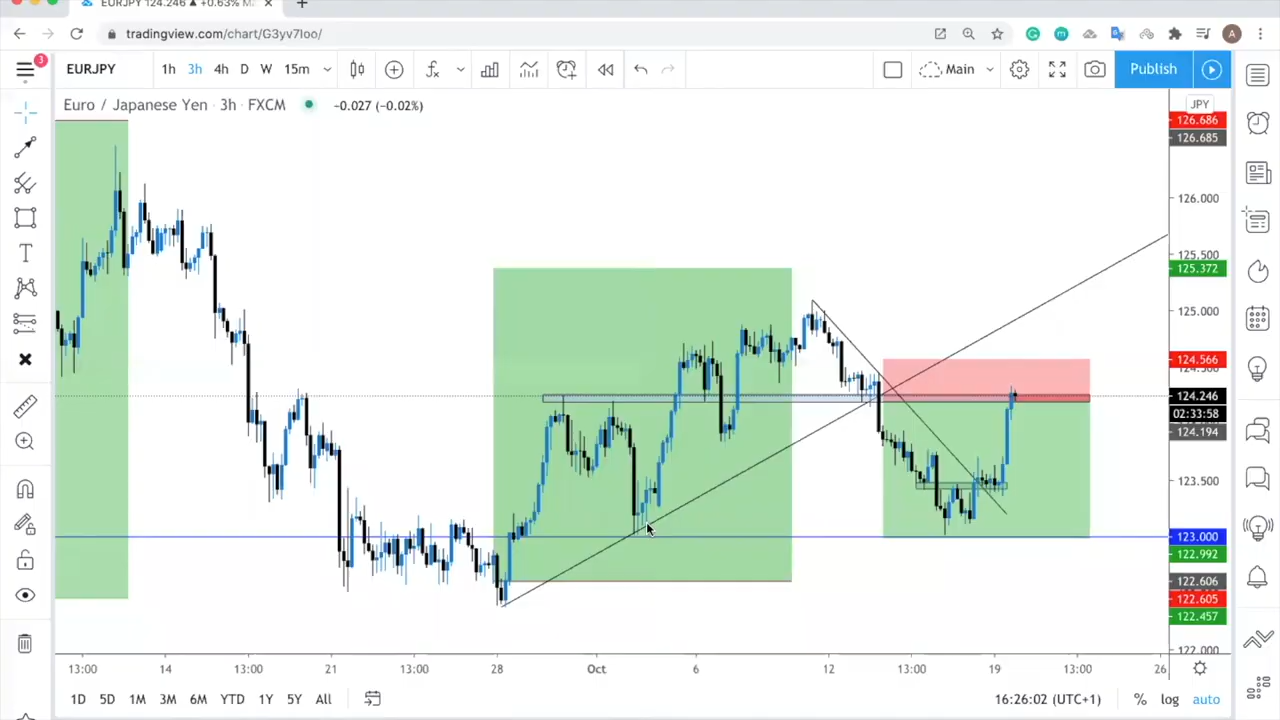 EURJPY 124.246 ▲ +0.63%
tradingview.com/chart/G3yv7loo/
A
3
EURJPY 1h 3h 4h D W 15m Main Publish
Euro / Japanese Yen · 3h · FXCM -0.027 (-0.02%)
JPY
126.686
126.685
126.000
125.500
125.372
125.000
124.566
124.246
02:33:58
124.194
123.500
123.000
122.992
122.606
122.605
122.457
122.000
13:00 14 13:00 21 13:00 28 Oct 6 12 13:00 19 13:00 26
1D 5D 1M 3M 6M YTD 1Y 5Y All 16:26:02 (UTC+1) % log auto